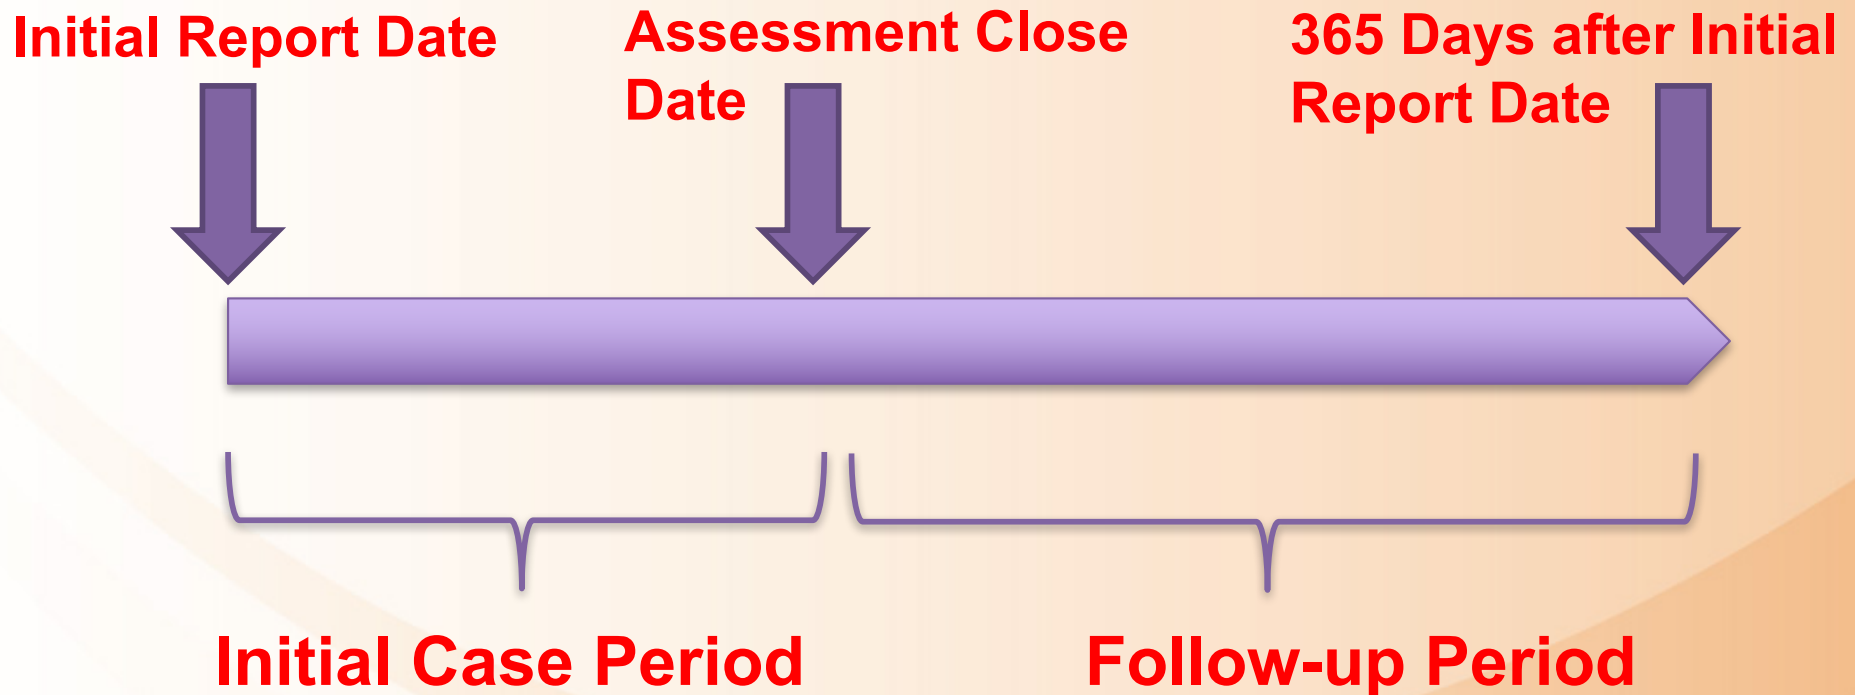 Initial Report Date
Assessment Close
Date
365 Days after Initial
Report Date
Initial Case Period
Follow-up Period